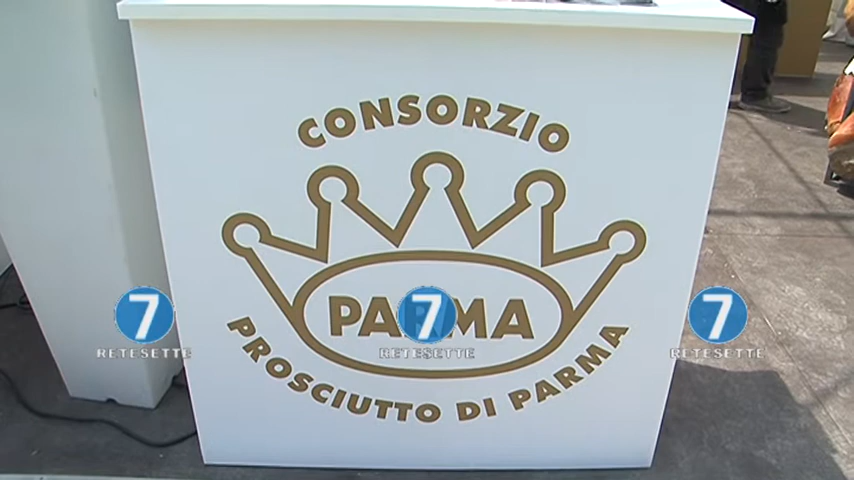 CONSORZIO
PARMA
PROSCIUTTO DI PARMA
7 7 7
RETESETTE RETESETTE RETESETTE